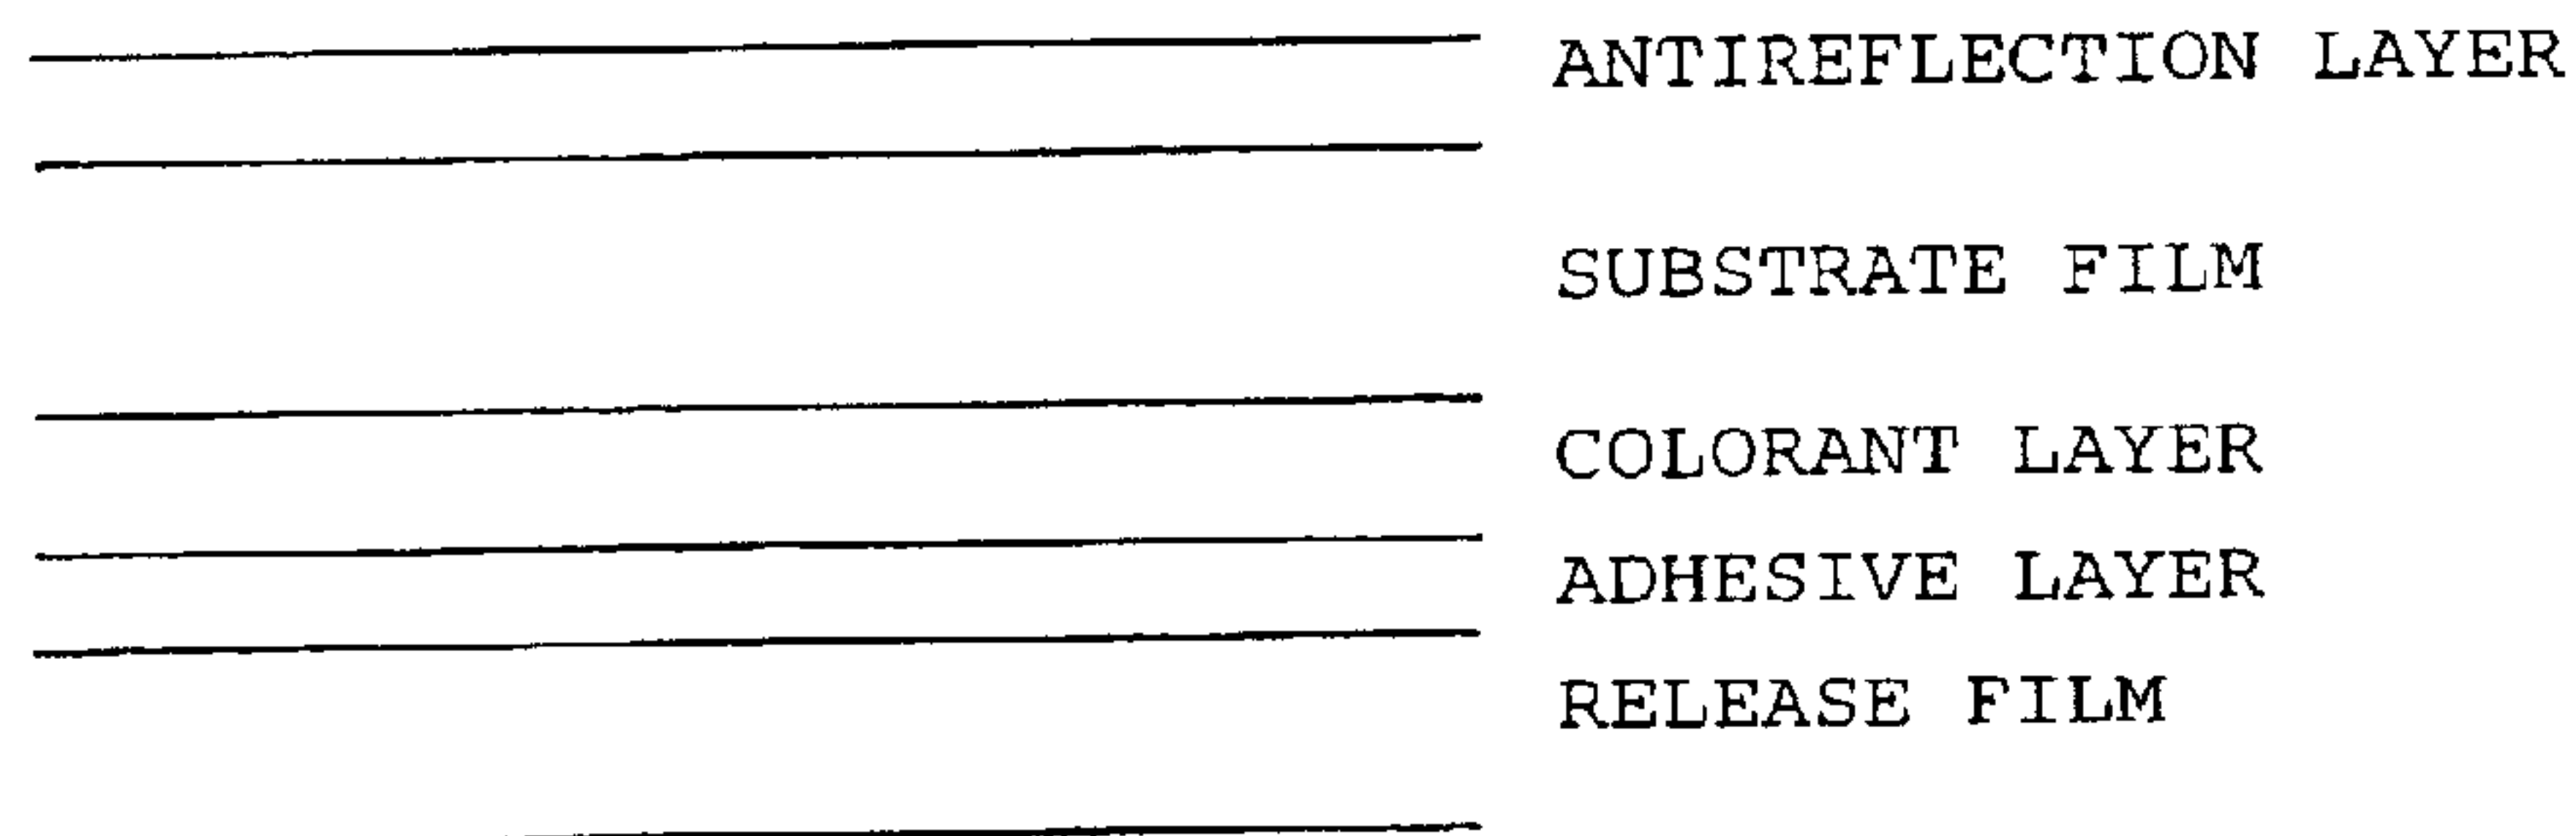 ANTIREFLECTION LAYER
SUBSTRATE FILM
COLORANT LAYER
ADHESIVE LAYER
RELEASE FILM